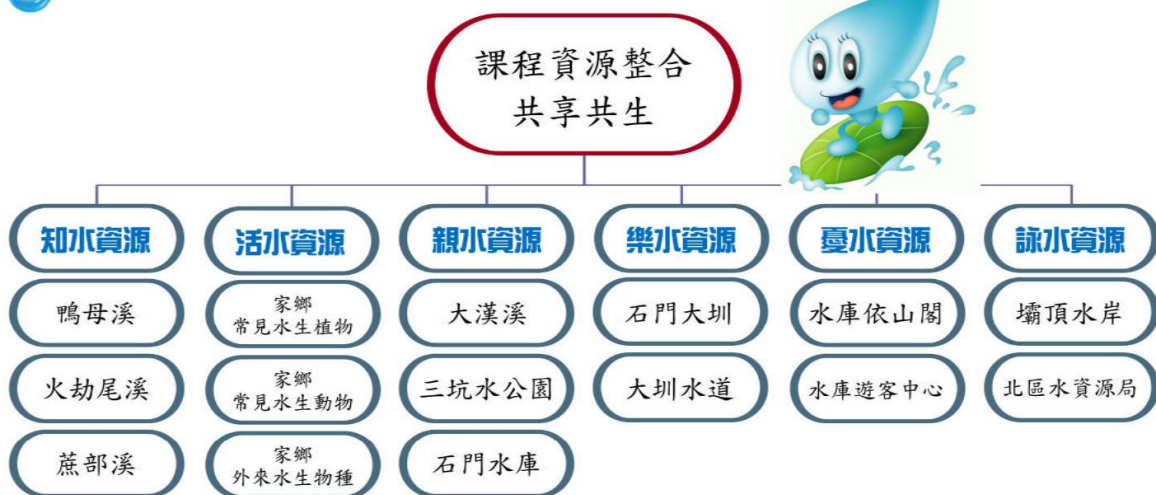 課程資源整合
共享共生
知水資源
活水資源
親水資源
樂水資源
憂水資源
詠水資源
鴨母溪
家鄉
常見水生植物
大漢溪
石門大圳
水庫依山閣
壩頂水岸
火劫尾溪
家鄉
常見水生動物
三坑水公園
大圳水道
水庫遊客中心
北區水資源局
蔗部溪
家鄉
外來水生物種
石門水庫